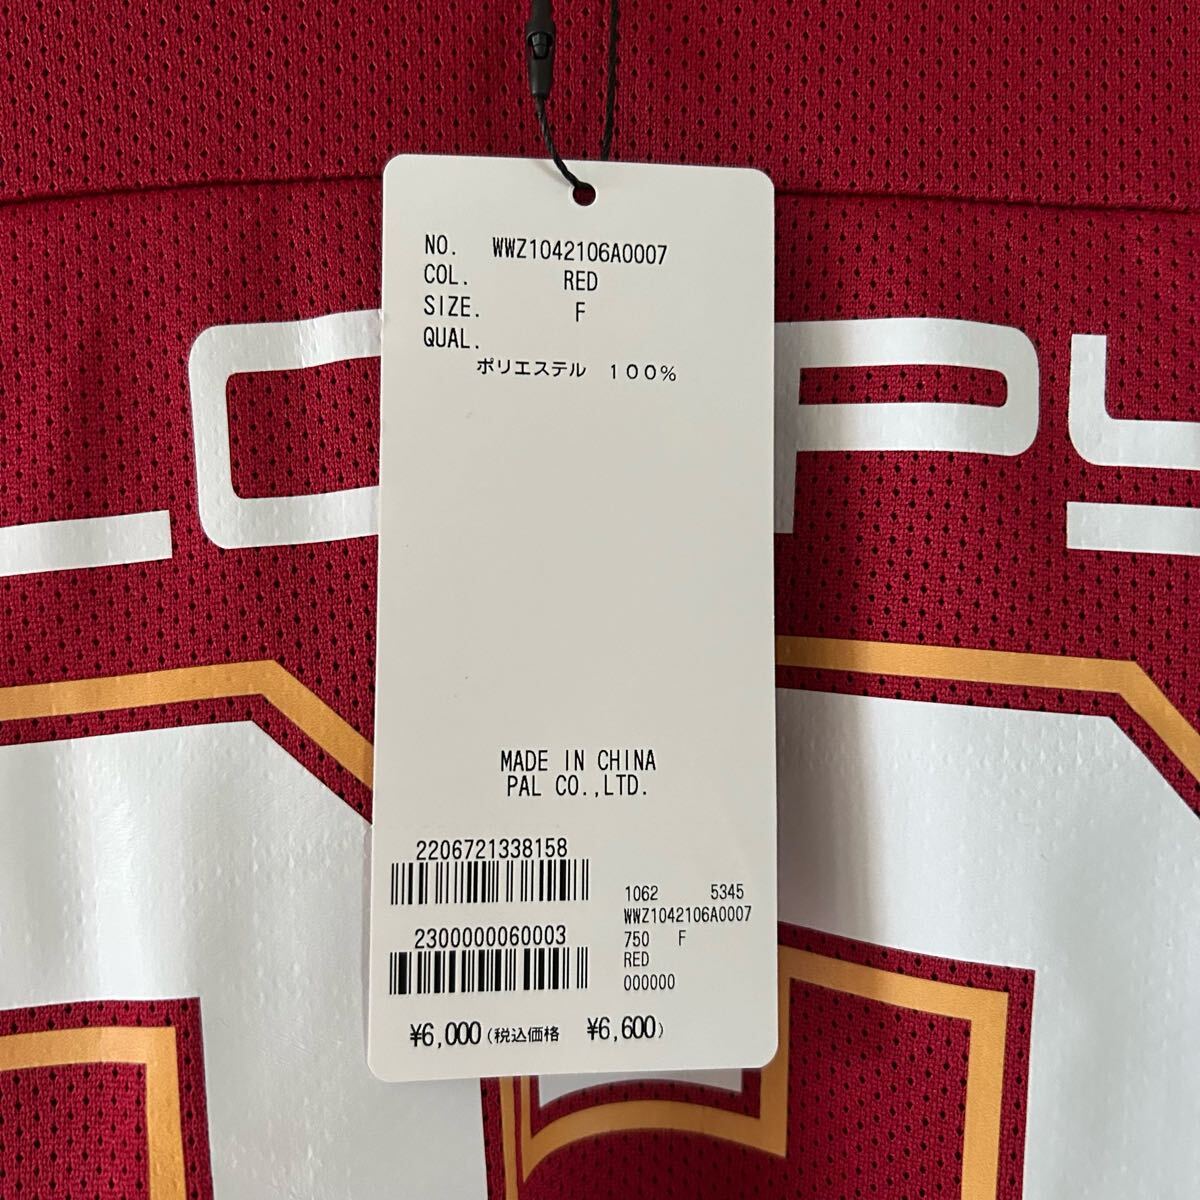 NO. WWZ1042106A0007
COL. RED
SIZE. F
QUAL.
ポリエステル 100%
MADE IN CHINA
PAL CO.,LTD.
2206721338158
2300000060003
1062 5345
WWZ1042106A0007
750 F
RED
000000
¥6,000(税込価格 ¥6,600)